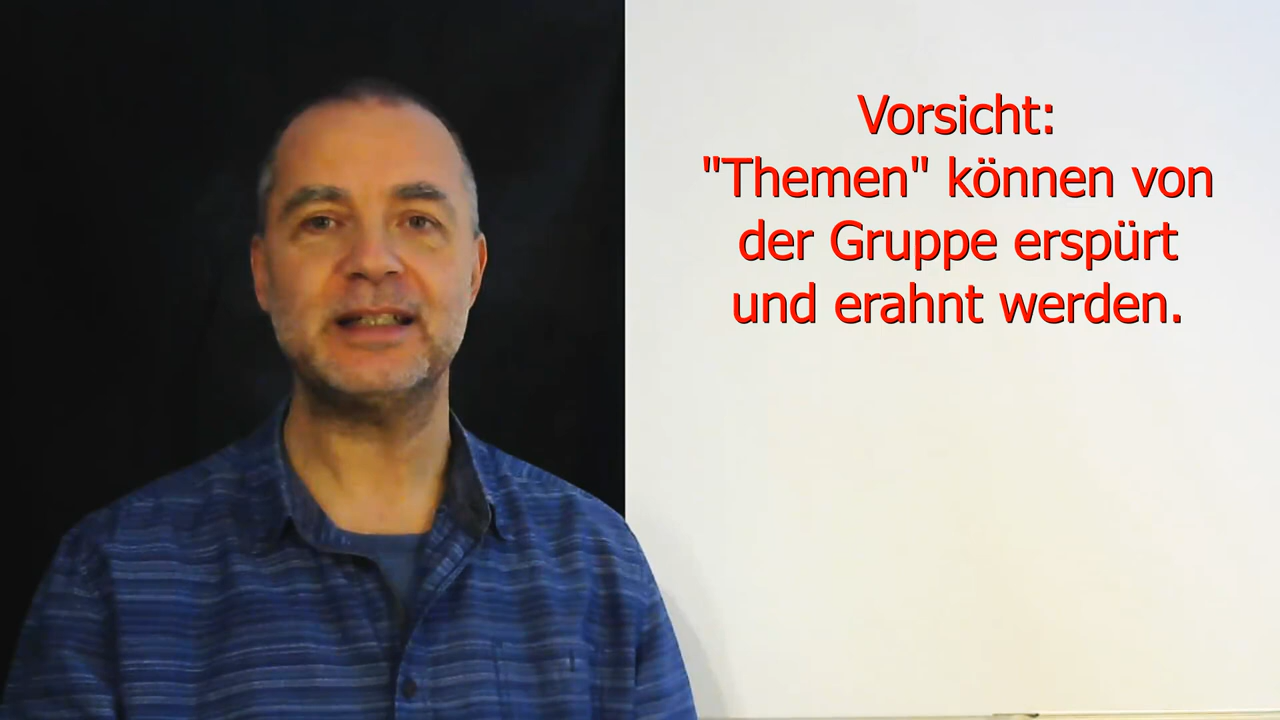 Vorsicht:
"Themen" können von
der Gruppe erspürt
und erahnt werden.